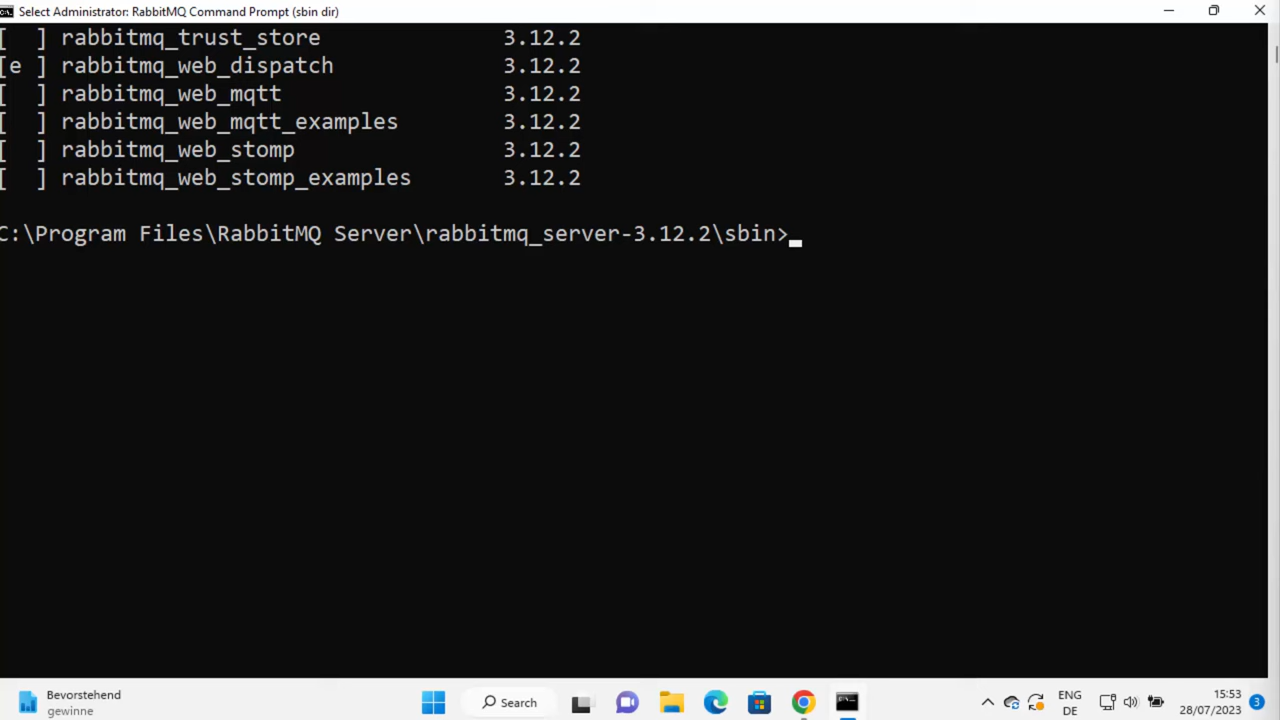 Select Administrator: RabbitMQ Command Prompt (sbin dir)
[  ] rabbitmq_trust_store 3.12.2
[e ] rabbitmq_web_dispatch 3.12.2
[  ] rabbitmq_web_mqtt 3.12.2
[  ] rabbitmq_web_mqtt_examples 3.12.2
[  ] rabbitmq_web_stomp 3.12.2
[  ] rabbitmq_web_stomp_examples 3.12.2
C:\Program Files\RabbitMQ Server\rabbitmq_server-3.12.2\sbin>
Bevorstehend
gewinne
Search
ENG
DE
15:53
28/07/2023
3